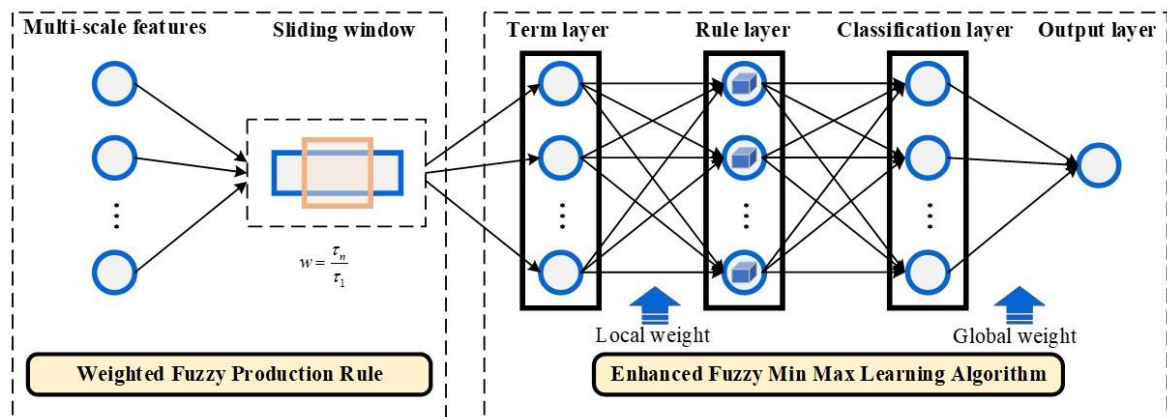 Multi-scale features
Sliding window
Term layer
Rule layer
Classification layer
Output layer
w = τn / τ1
Local weight
Global weight
Weighted Fuzzy Production Rule
Enhanced Fuzzy Min Max Learning Algorithm